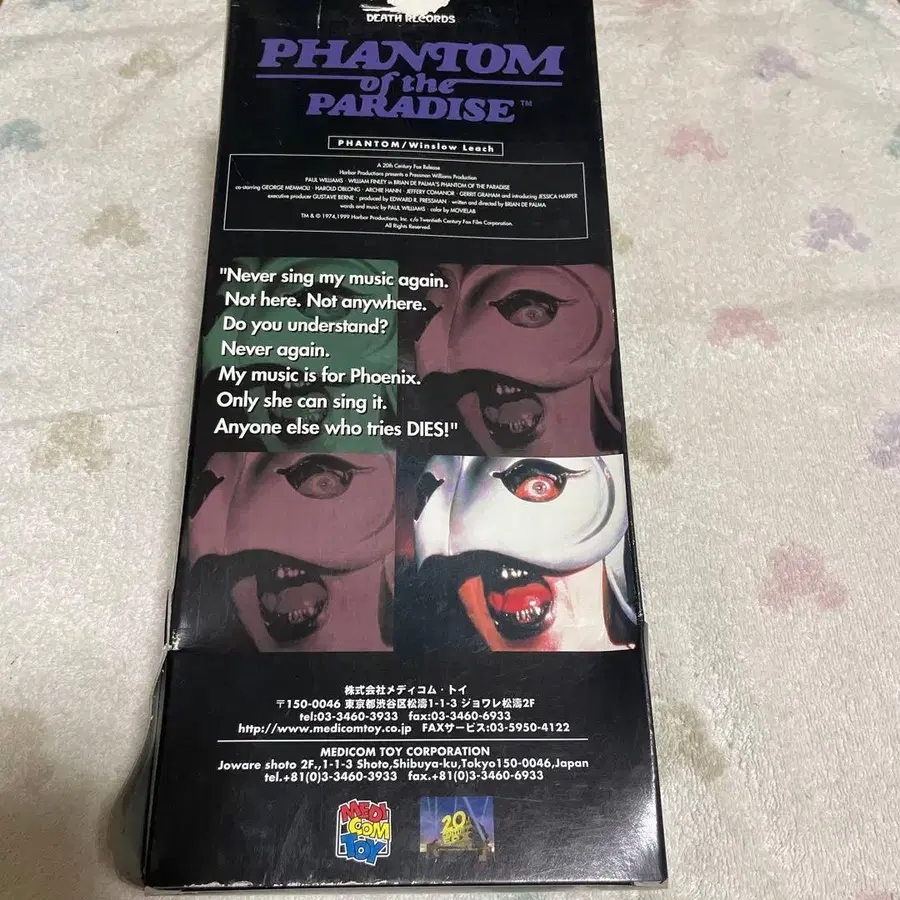 DEATH RECORDS
PHANTOM
of the
PARADISE ™
PHANTOM/Winslow Leach
A 20th Century Fox Release
Harbor Productions presents a Pressman Williams Production
PAUL WILLIAMS · WILLIAM FINLEY in BRIAN DE PALMA'S PHANTOM OF THE PARADISE
co-starring GEORGE MEMMOLI · HAROLD OBLONG · ARCHIE HANN · JEFFERY COMANOR · GERRIT GRAHAM and introducing JESSICA HARPER
executive producer GUSTAVE BERNE · produced by EDWARD R. PRESSMAN · written and directed by BRIAN DE PALMA
words and music by PAUL WILLIAMS · color by MOVIELAB
TM & © 1974,1999 Harbor Productions, Inc. c/o Twentieth Century Fox Film Corporation.
All Rights Reserved.
"Never sing my music again.
Not here. Not anywhere.
Do you understand?
Never again.
My music is for Phoenix.
Only she can sing it.
Anyone else who tries DIES!"
株式会社メディコム・トイ
〒150-0046 東京都渋谷区松濤1-1-3 ジョワレ松濤2F
tel:03-3460-3933 fax:03-3460-6933
http://www.medicomtoy.co.jp FAXサービス:03-5950-4122
MEDICOM TOY CORPORATION
Joware shoto 2F.,1-1-3 Shoto,Shibuya-ku,Tokyo150-0046,Japan
tel.+81(0)3-3460-3933 fax.+81(0)3-3460-6933
MEDI
COM
TOY
20th
CENTURY
FOX